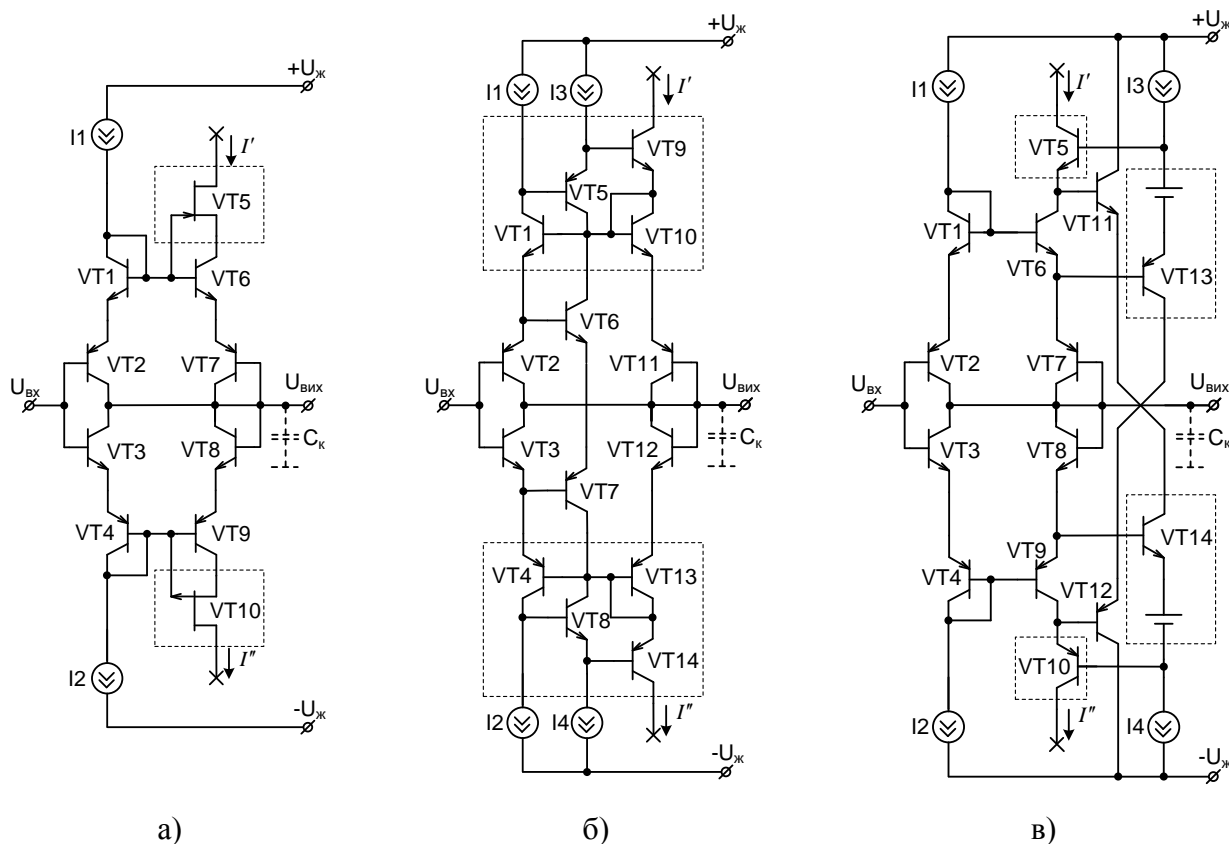 +Uж
I1
I′
VT5
VT1
VT6
VT2
VT7
Uвх
Uвих
VT3
VT8
Cк
VT4
VT9
VT10
I2
I″
-Uж
а)
+Uж
I1
I3
I′
VT9
VT5
VT1
VT10
VT6
VT2
VT11
Uвх
Uвих
VT3
VT12
Cк
VT7
VT4
VT13
VT8
VT14
I2
I4
I″
-Uж
б)
+Uж
I1
I′
I3
VT5
VT1
VT11
VT6
VT13
VT2
VT7
Uвх
Uвих
VT3
VT8
Cк
VT14
VT9
VT4
VT12
VT10
I2
I″
I4
-Uж
в)